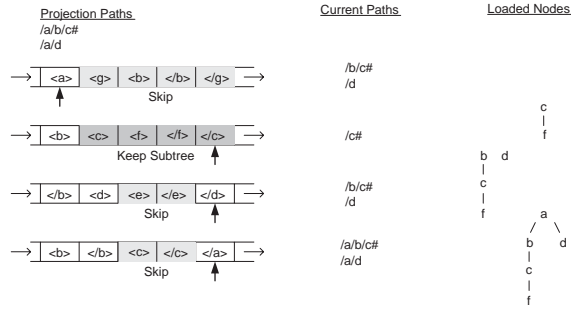 Projection Paths
/a/b/c#
/a/d
Current Paths
Loaded Nodes
<a> <g> <b> </b> </g>
Skip
/b/c#
/d
<b> <c> <f> </f> </c>
Keep Subtree
/c#
c
f
</b> <d> <e> </e> </d>
Skip
/b/c#
/d
b d
c
f
<b> </b> <c> </c> </a>
Skip
/a/b/c#
/a/d
a
b d
c
f